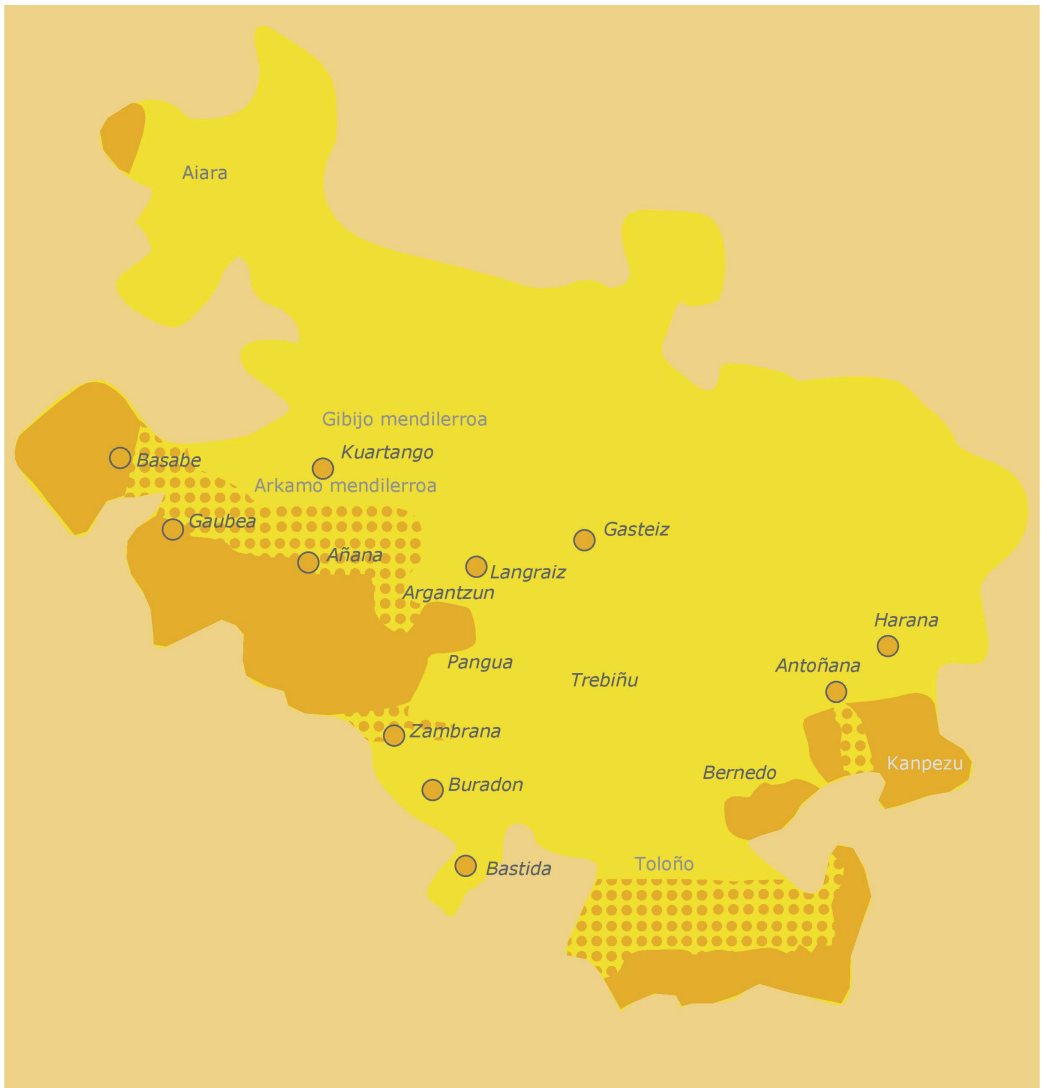 Aiara
Gibijo mendilerroa
Kuartango
Basabe
Arkamo mendilerroa
Gaubea
Gasteiz
Añana
Langraiz
Argantzun
Harana
Pangua
Antoñana
Trebiñu
Zambrana
Kanpezu
Bernedo
Buradon
Toloño
Bastida